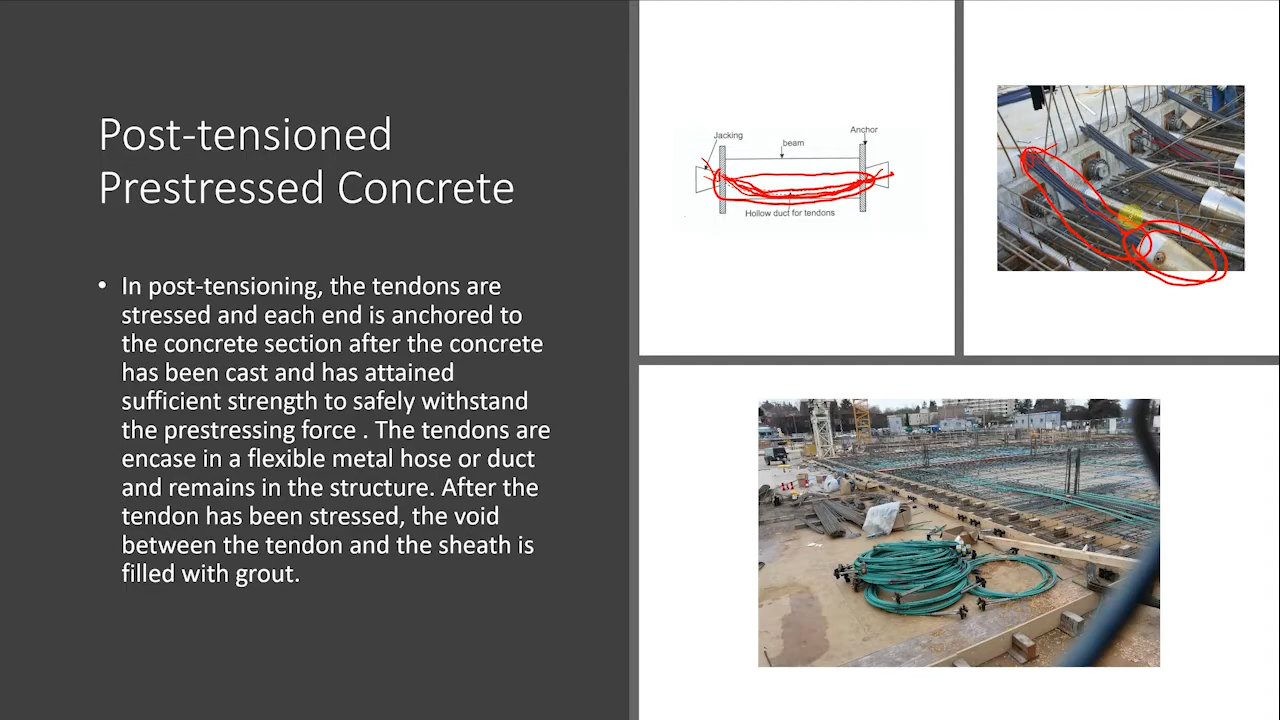 Post-tensioned
Prestressed Concrete
• In post-tensioning, the tendons are
stressed and each end is anchored to
the concrete section after the concrete
has been cast and has attained
sufficient strength to safely withstand
the prestressing force . The tendons are
encase in a flexible metal hose or duct
and remains in the structure. After the
tendon has been stressed, the void
between the tendon and the sheath is
filled with grout.
Jacking
beam
Anchor
Hollow duct for tendons